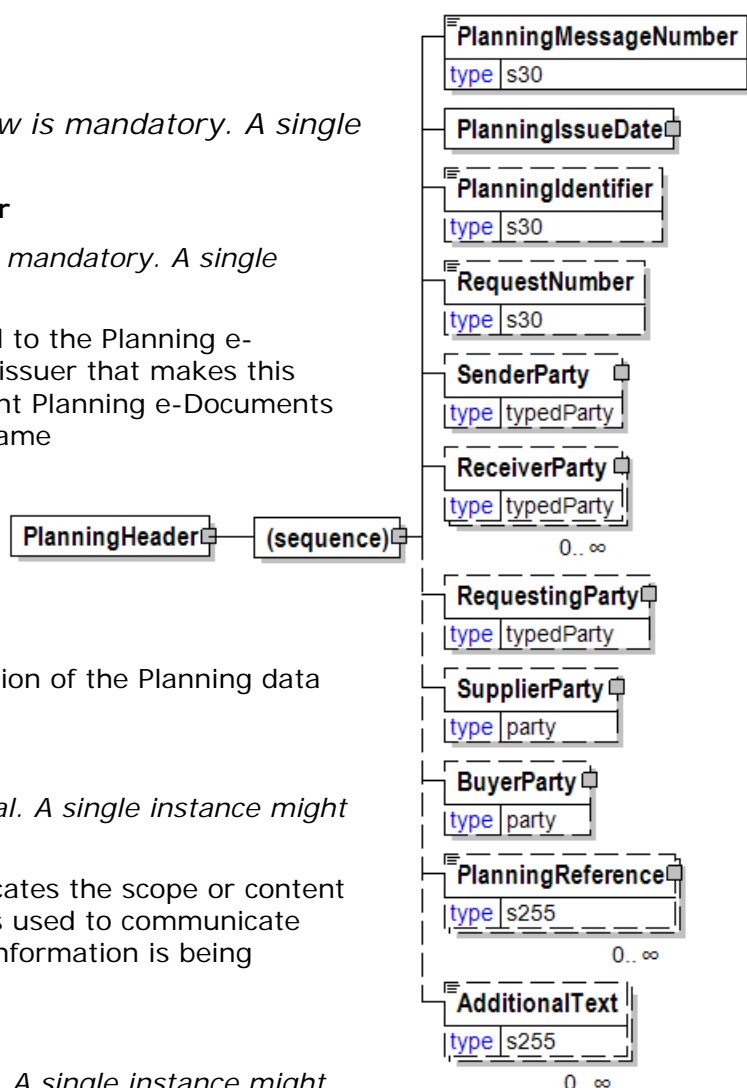 w is mandatory. A single
r
mandatory. A single
l to the Planning e-
issuer that makes this
nt Planning e-Documents
ame
tion of the Planning data
al. A single instance might
cates the scope or content
s used to communicate
nformation is being
A single instance might
PlanningHeader
(sequence)
PlanningMessageNumber
type s30
PlanningIssueDate
PlanningIdentifier
type s30
RequestNumber
type s30
SenderParty
type typedParty
ReceiverParty
type typedParty
0.. ∞
RequestingParty
type typedParty
SupplierParty
type party
BuyerParty
type party
PlanningReference
type s255
0.. ∞
AdditionalText
type s255
0.. ∞